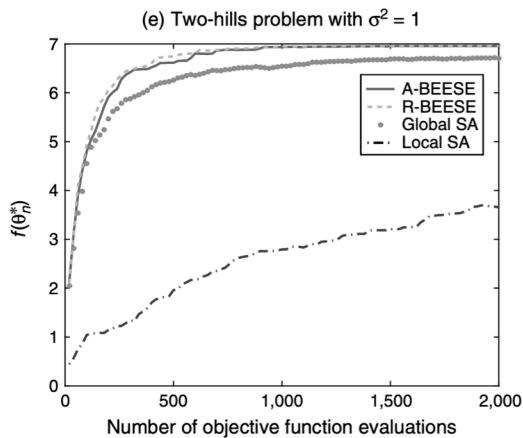 (e) Two-hills problem with σ² = 1
7
6
5
4
3
2
1
0
f(θ*ₙ)
A-BEESE
R-BEESE
Global SA
Local SA
0 500 1,000 1,500 2,000
Number of objective function evaluations